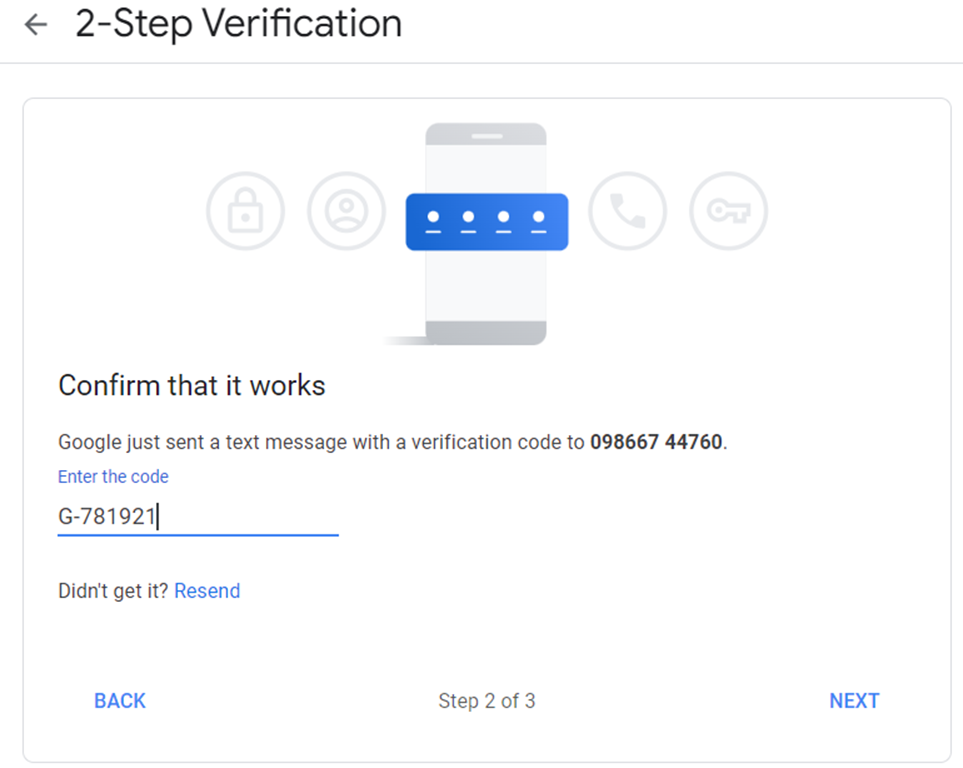 2-Step Verification
Confirm that it works
Google just sent a text message with a verification code to 098667 44760.
Enter the code
G-781921
Didn't get it? Resend
BACK Step 2 of 3 NEXT